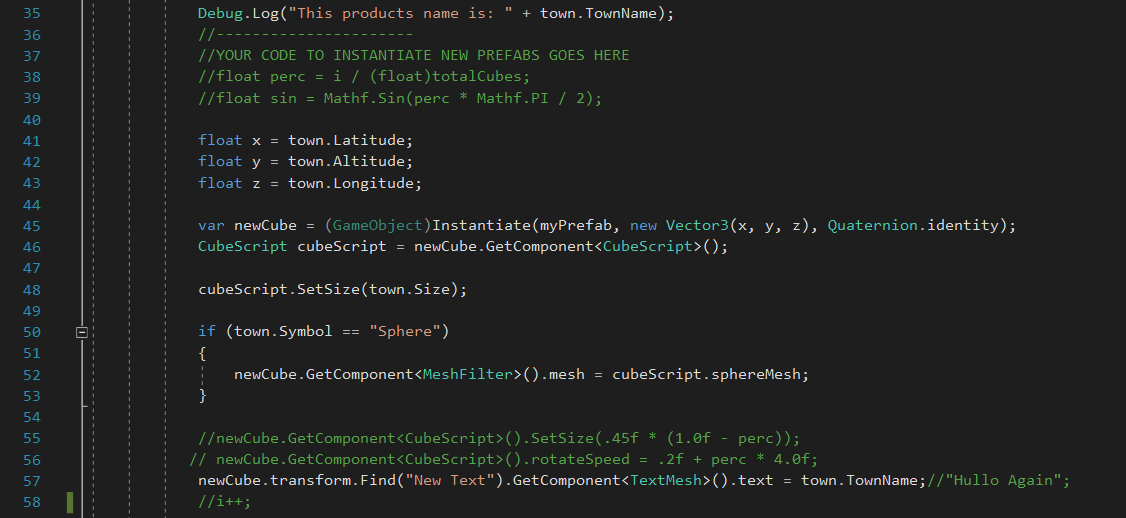 35 Debug.Log("This products name is: " + town.TownName);
36 //----------------------
37 //YOUR CODE TO INSTANTIATE NEW PREFABS GOES HERE
38 //float perc = i / (float)totalCubes;
39 //float sin = Mathf.Sin(perc * Mathf.PI / 2);
40
41 float x = town.Latitude;
42 float y = town.Altitude;
43 float z = town.Longitude;
44
45 var newCube = (GameObject)Instantiate(myPrefab, new Vector3(x, y, z), Quaternion.identity);
46 CubeScript cubeScript = newCube.GetComponent<CubeScript>();
47
48 cubeScript.SetSize(town.Size);
49
50 if (town.Symbol == "Sphere")
51 {
52 newCube.GetComponent<MeshFilter>().mesh = cubeScript.sphereMesh;
53 }
54
55 //newCube.GetComponent<CubeScript>().SetSize(.45f * (1.0f - perc));
56 // newCube.GetComponent<CubeScript>().rotateSpeed = .2f + perc * 4.0f;
57 newCube.transform.Find("New Text").GetComponent<TextMesh>().text = town.TownName;//"Hullo Again";
58 //i++;